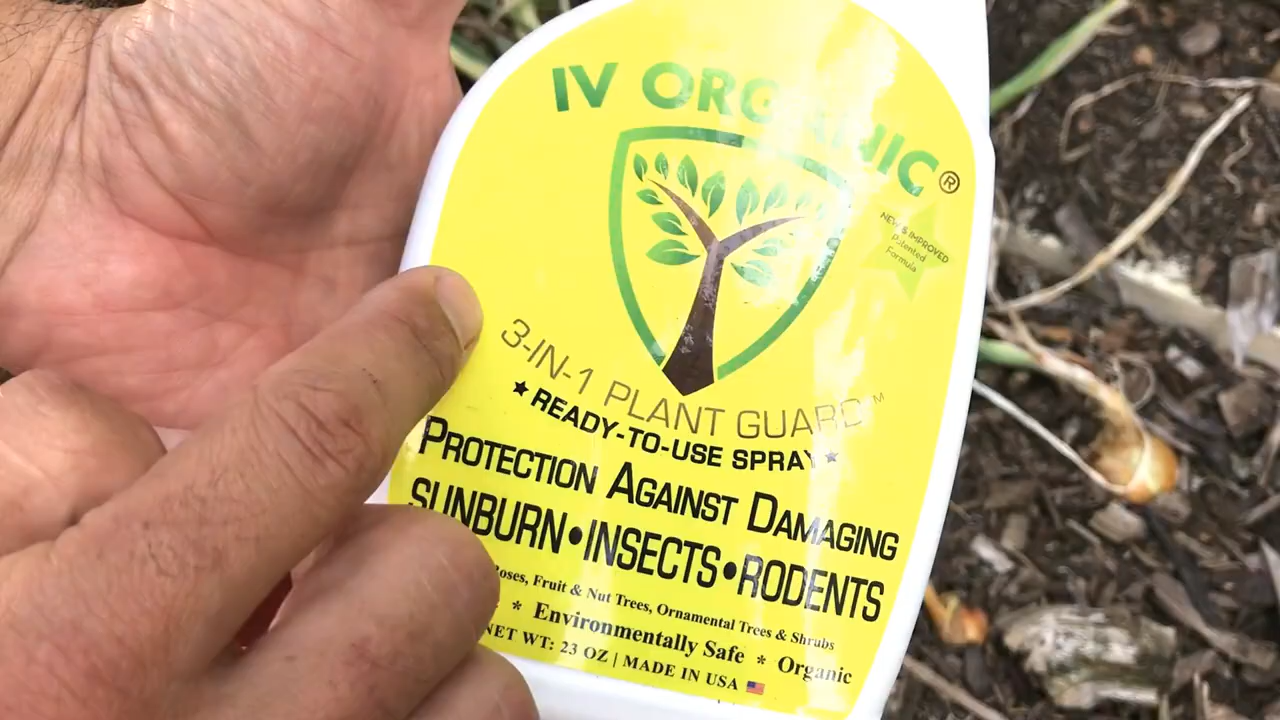 IV ORGANIC®
NEW & IMPROVED
Patented
Formula
3-IN-1 PLANT GUARD™
★ READY-TO-USE SPRAY ★
PROTECTION AGAINST DAMAGING
SUNBURN•INSECTS•RODENTS
Roses, Fruit & Nut Trees, Ornamental Trees & Shrubs
* Environmentally Safe * Organic
NET WT: 23 OZ | MADE IN USA